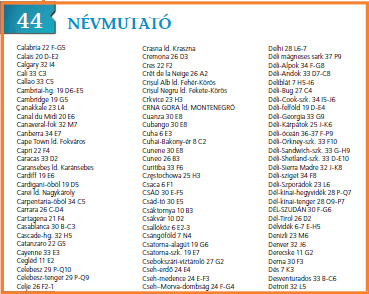 44 NÉVMUTATÓ
Calabria 22 F-G5
Calais 20 D-E2
Calgary 32 I4
Cali 33 C3
Callao 33 C5
Cambriai-hg. 19 D6-E5
Cambridge 19 G5
Çanakkale 23 L4
Canal du Midi 20 E6
Canaveral-fok 32 M7
Canberra 34 E7
Cape Town ld. Fokváros
Capri 22 F4
Caracas 33 D2
Caransebes ld. Karánsebes
Cardiff 19 E6
Cardigani-öböl 19 D5
Carei ld. Nagykároly
Carpentaria-öböl 34 C5
Carrara 26 C-D4
Cartagena 21 F4
Casablanca 30 B-C3
Cascade-hg. 32 H5
Catanzaro 22 G5
Cayenne 33 E3
Cegléd 11 E2
Celebesz 29 P-Q10
Celebesz-tenger 29 P-Q9
Celje 26 F2-1
Crasna ld. Kraszna
Cremona 26 D3
Cres 22 F2
Crêt de la Neige 26 A2
Crişul Alb ld. Fehér-Körös
Crişul Negru ld. Fekete-Körös
Crkvice 23 H3
CRNA GORA ld. MONTENEGRÓ
Cuanza 30 E8
Cubango 30 E8
Cuha 6 E3
Cuhai-Bakony-ér 8 C2
Cunene 30 E8
Cuneo 26 B3
Curitiba 33 F6
Częstochowa 25 H3
Csaca 6 F1
CSÁD 30 E-F5
Csád-tó 30 E5
Csáktornya 10 B3
Csákvár 10 D2
Csallóköz 6 E2-3
Csángóföld 7 N4
Csatorna-alagút 19 G6
Csatorna-szk. 19 E7
Csebokszári-víztároló 27 G2
Cseh-erdő 24 E4
Cseh-medence 24 E-F3
Cseh–Morva-dombság 24 F-G4
Delhi 28 L6-7
Déli mágneses sark 37 P9
Déli-Alpok 34 F-G8
Déli-Andok 33 D7-C8
Deliblát 7 H5-I6
Déli-Bug 27 C4
Déli-Cook-szk. 34 I5-J6
Déli-felföld 19 D-E4
Déli-Georgia 33 G9
Déli-Kárpátok 25 J-K6
Déli-óceán 36-37 F-P9
Déli-Orkney-szk. 33 F10
Déli-Sandwich-szk. 33 G-H9
Déli-Shetland-szk. 33 D-E10
Déli-Sierra Madre 32 J-K8
Déli-sziget 34 F8
Déli-Szporádok 23 L6
Dél-kínai-hegyvidék 28 P-Q7
Dél-kínai-tenger 28 O9-P7
DÉL-SZUDÁN 30 F-G6
Dél-Tirol 26 D2
Délvidék 6-7 E-H5
Denizli 23 M6
Denver 32 J6
Derecske 11 G2
Derna 30 F3
Dés 7 K3
Desventurados 33 B-C6
Detroit 32 L5